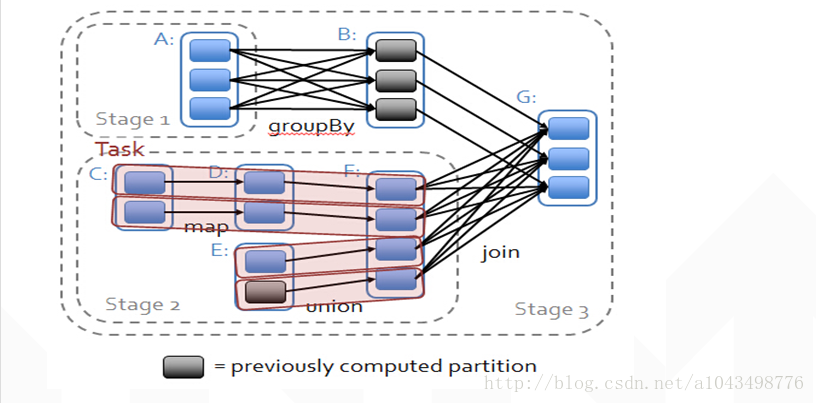 A:
B:
G:
Stage 1
groupBy
Task
C:
D:
F:
map
E:
join
Stage 2
union
Stage 3
= previously computed partition
http://blog.csdn.net/a1043498776